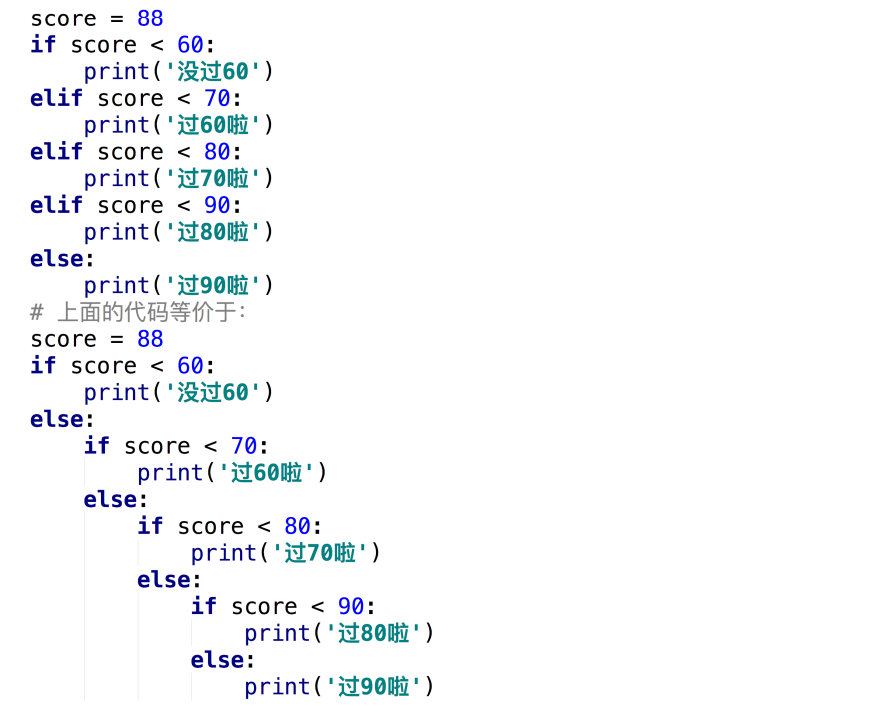 score = 88
if score < 60:
    print('没过60')
elif score < 70:
    print('过60啦')
elif score < 80:
    print('过70啦')
elif score < 90:
    print('过80啦')
else:
    print('过90啦')
# 上面的代码等价于：
score = 88
if score < 60:
    print('没过60')
else:
    if score < 70:
        print('过60啦')
    else:
        if score < 80:
            print('过70啦')
        else:
            if score < 90:
                print('过80啦')
            else:
                print('过90啦')